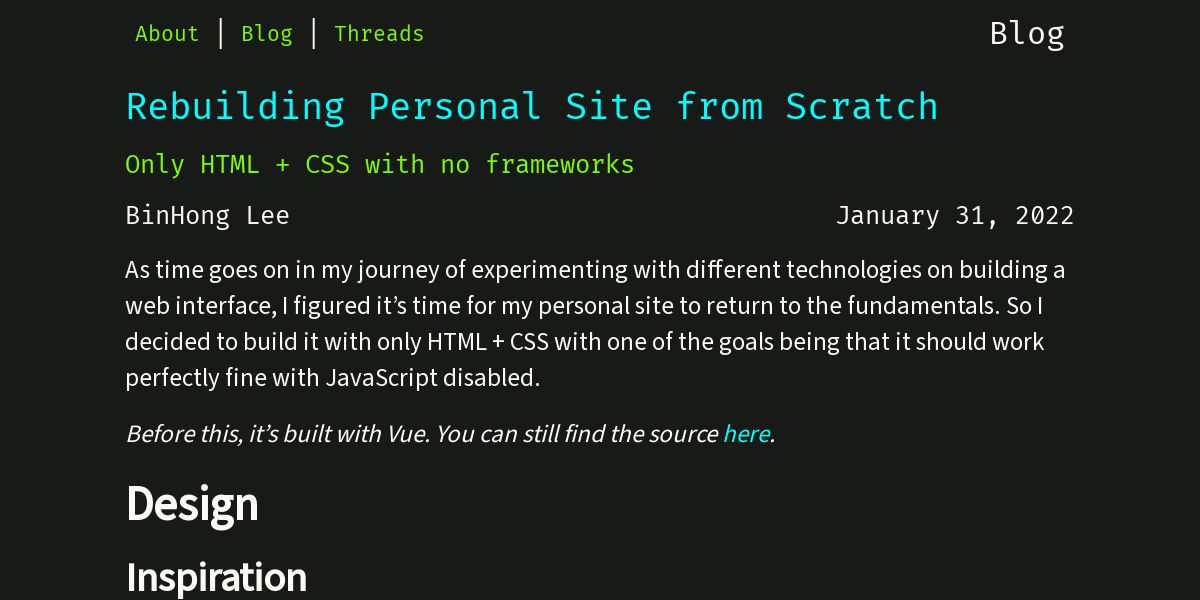 About | Blog | Threads Blog
Rebuilding Personal Site from Scratch
Only HTML + CSS with no frameworks
BinHong Lee January 31, 2022
As time goes on in my journey of experimenting with different technologies on building a
web interface, I figured it’s time for my personal site to return to the fundamentals. So I
decided to build it with only HTML + CSS with one of the goals being that it should work
perfectly fine with JavaScript disabled.
Before this, it’s built with Vue. You can still find the source here.
Design
Inspiration